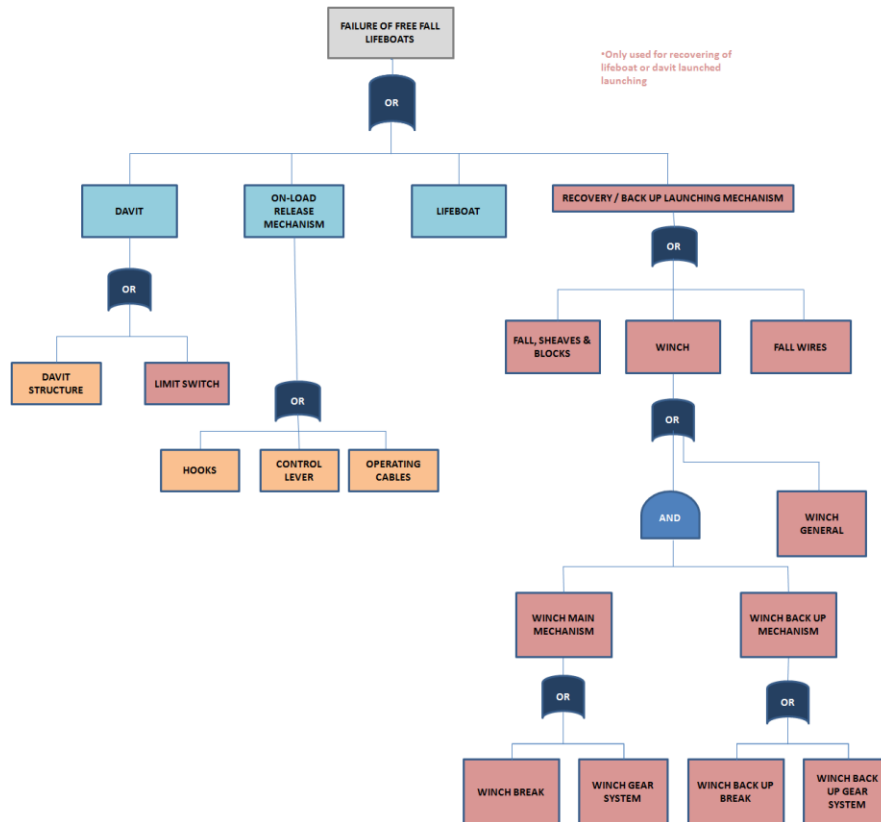 FAILURE OF FREE FALL
LIFEBOATS
•Only used for recovering of
lifeboat or davit launched
launching
OR
DAVIT
ON-LOAD
RELEASE
MECHANISM
LIFEBOAT
RECOVERY / BACK UP LAUNCHING MECHANISM
OR
OR
FALL, SHEAVES &
BLOCKS
WINCH
FALL WIRES
DAVIT
STRUCTURE
LIMIT SWITCH
OR
OR
HOOKS
CONTROL
LEVER
OPERATING
CABLES
AND
WINCH
GENERAL
WINCH MAIN
MECHANISM
WINCH BACK UP
MECHANISM
OR
OR
WINCH BREAK
WINCH GEAR
SYSTEM
WINCH BACK UP
BREAK
WINCH BACK
UP GEAR
SYSTEM